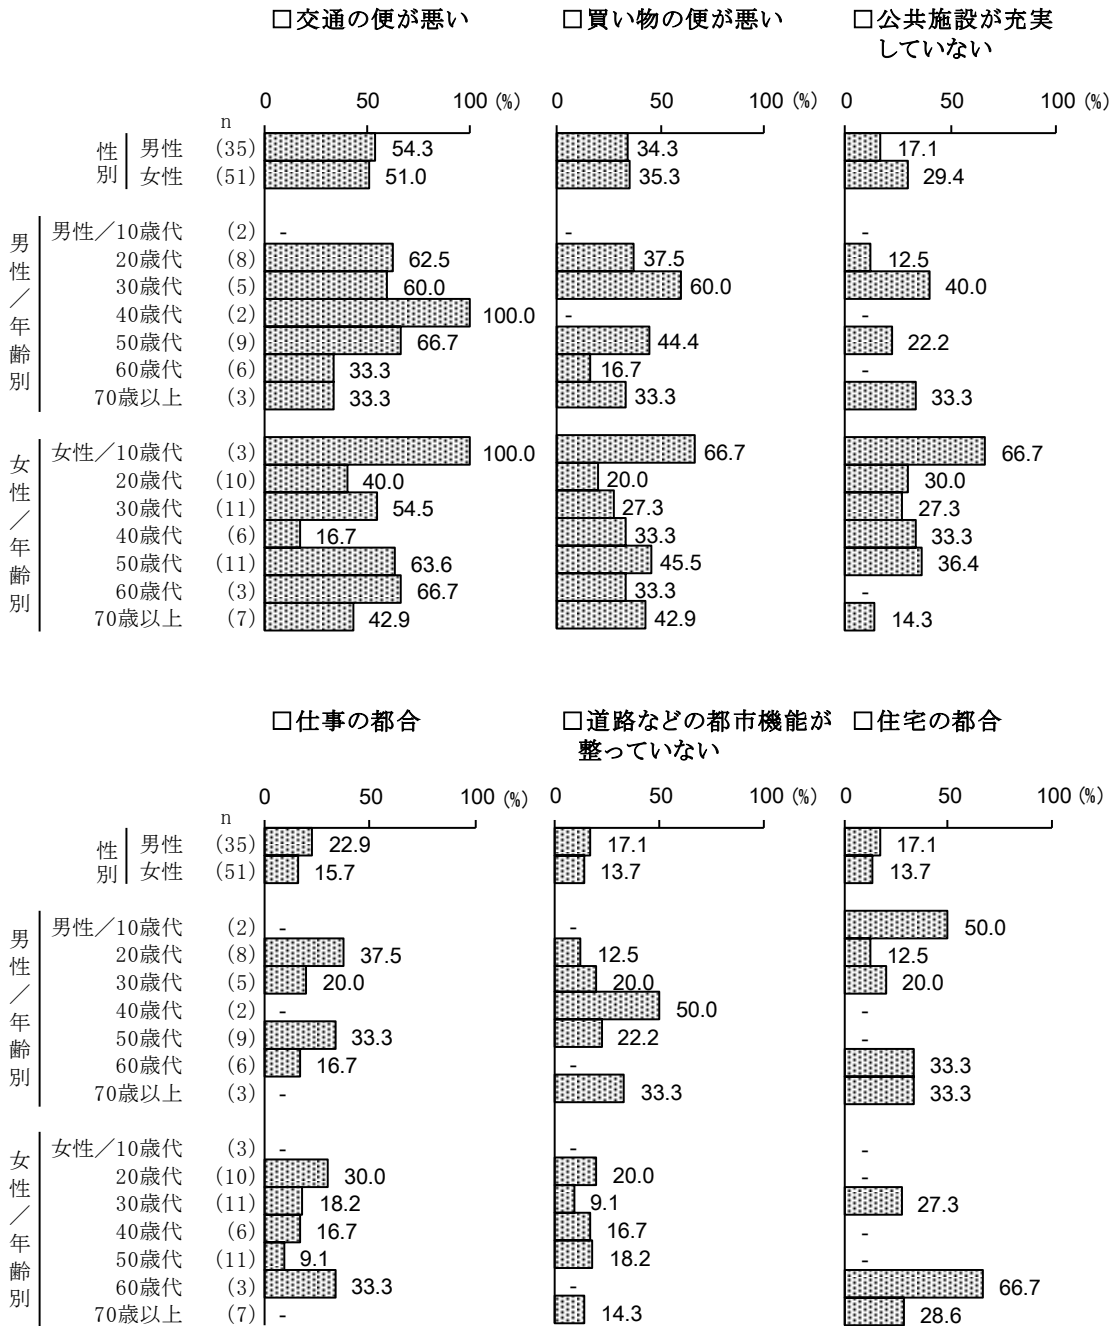 □交通の便が悪い □買い物の便が悪い □公共施設が充実
していない
0 50 100 (%) 0 50 100 (%) 0 50 100 (%)
n
性別
男性 (35) 54.3 34.3 17.1
女性 (51) 51.0 35.3 29.4
男性／年齢別
男性／10歳代 (2) - - -
20歳代 (8) 62.5 37.5 12.5
30歳代 (5) 60.0 60.0 40.0
40歳代 (2) 100.0 - -
50歳代 (9) 66.7 44.4 22.2
60歳代 (6) 33.3 16.7 -
70歳以上 (3) 33.3 33.3 33.3
女性／年齢別
女性／10歳代 (3) 100.0 66.7 66.7
20歳代 (10) 40.0 20.0 30.0
30歳代 (11) 54.5 27.3 27.3
40歳代 (6) 16.7 33.3 33.3
50歳代 (11) 63.6 45.5 36.4
60歳代 (3) 66.7 33.3 -
70歳以上 (7) 42.9 42.9 14.3
□仕事の都合 □道路などの都市機能が □住宅の都合
整っていない
0 50 100 (%) 0 50 100 (%) 0 50 100 (%)
n
性別
男性 (35) 22.9 17.1 17.1
女性 (51) 15.7 13.7 13.7
男性／年齢別
男性／10歳代 (2) - - 50.0
20歳代 (8) 37.5 12.5 12.5
30歳代 (5) 20.0 20.0 20.0
40歳代 (2) - 50.0 -
50歳代 (9) 33.3 22.2 -
60歳代 (6) 16.7 - 33.3
70歳以上 (3) - 33.3 33.3
女性／年齢別
女性／10歳代 (3) - - -
20歳代 (10) 30.0 20.0 -
30歳代 (11) 18.2 9.1 27.3
40歳代 (6) 16.7 16.7 -
50歳代 (11) 9.1 18.2 -
60歳代 (3) 33.3 - 66.7
70歳以上 (7) - 14.3 28.6